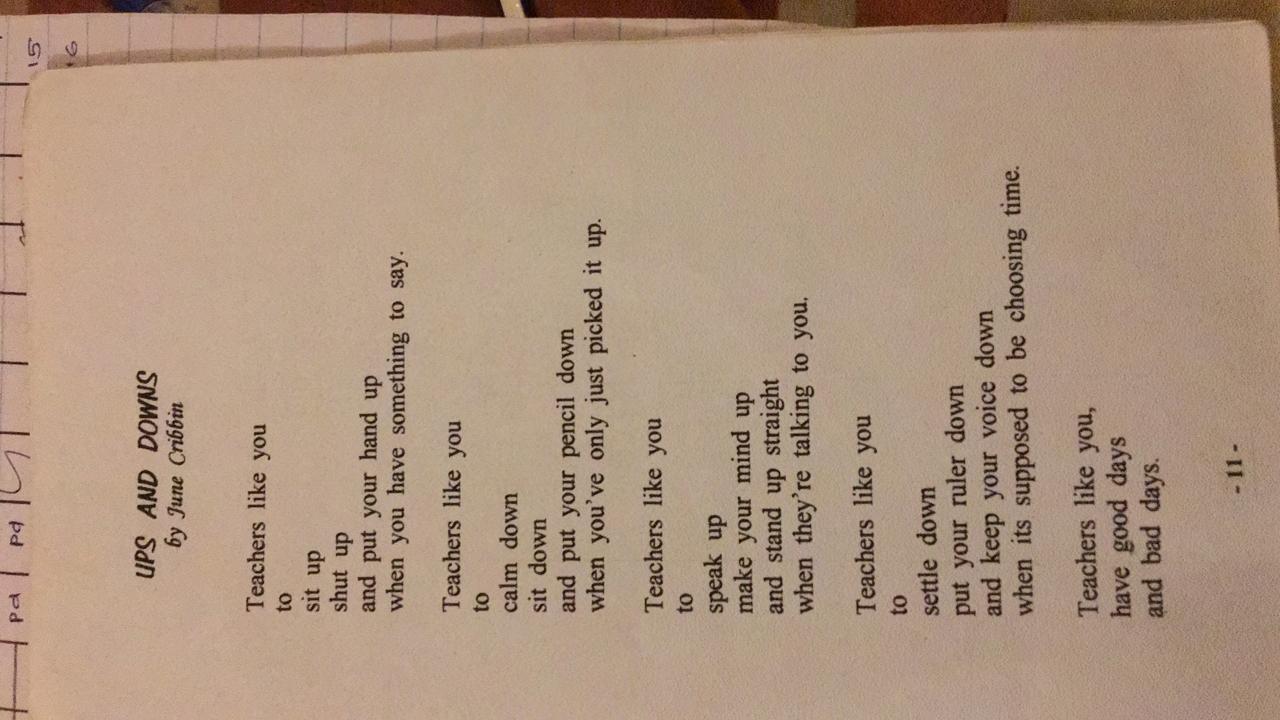 UPS AND DOWNS
by June Cribbin
Teachers like you
to
sit up
shut up
and put your hand up
when you have something to say.
Teachers like you
to
calm down
sit down
and put your pencil down
when you've only just picked it up.
Teachers like you
to
speak up
make your mind up
and stand up straight
when they're talking to you.
Teachers like you
to
settle down
put your ruler down
and keep your voice down
when its supposed to be choosing time.
Teachers like you,
have good days
and bad days.
- 11 -
15
16
pd pd